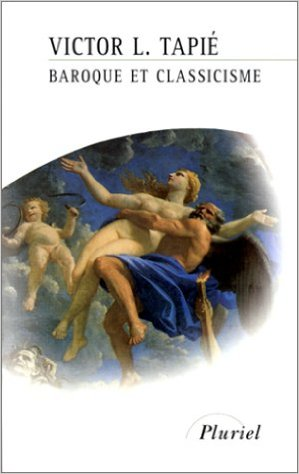 VICTOR L. TAPIÉ
BAROQUE ET CLASSICISME
Pluriel